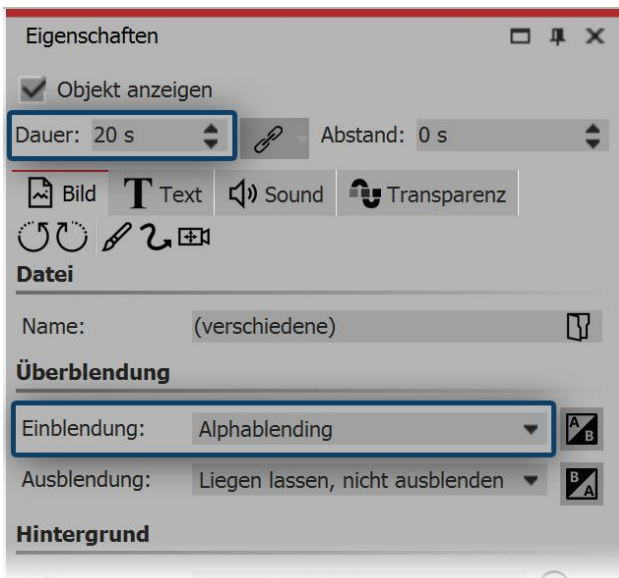 Eigenschaften
Objekt anzeigen
Dauer: 20 s Abstand: 0 s
Bild Text Sound Transparenz
Datei
Name: (verschiedene)
Überblendung
Einblendung: Alphablending A B
Ausblendung: Liegen lassen, nicht ausblenden B A
Hintergrund